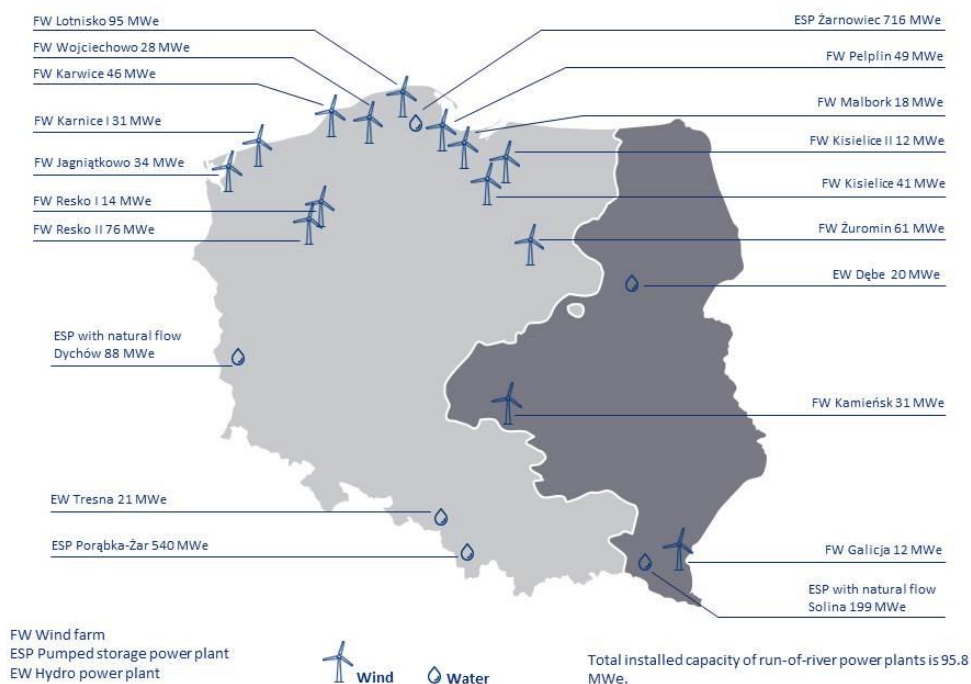 FW Lotnisko 95 MWe
FW Wojciechowo 28 MWe
FW Karwice 46 MWe
FW Karnice I 31 MWe
FW Jagniątkowo 34 MWe
FW Resko I 14 MWe
FW Resko II 76 MWe
ESP with natural flow
Dychów 88 MWe
EW Tresna 21 MWe
ESP Porąbka-Żar 540 MWe
ESP Żarnowiec 716 MWe
FW Pelplin 49 MWe
FW Malbork 18 MWe
FW Kisielice II 12 MWe
FW Kisielice 41 MWe
FW Żuromin 61 MWe
EW Dębe 20 MWe
FW Kamieńsk 31 MWe
FW Galicja 12 MWe
ESP with natural flow
Solina 199 MWe
FW Wind farm
ESP Pumped storage power plant
EW Hydro power plant
Wind
Water
Total installed capacity of run-of-river power plants is 95.8
MWe.